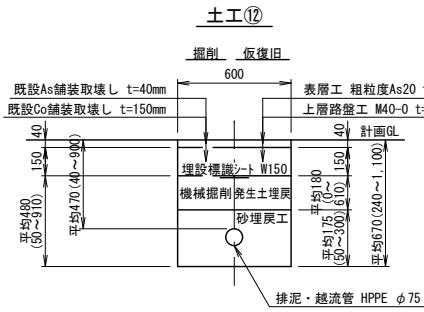 土工⑫
掘削 仮復旧
600
既設As舗装取壊し t=40mm
表層工 粗粒度As20 t=
既設Co舗装取壊し t=150mm
上層路盤工 M40-0 t=
40
40
計画GL
150
150
埋設標識シート W150
機械掘削
発生土埋戻
砂埋戻工
平均480
(50～910)
平均470(40～900)
平均180
(0～610)
平均175
(50～300)
平均670(240～1,100)
排泥・越流管 HPPE φ75